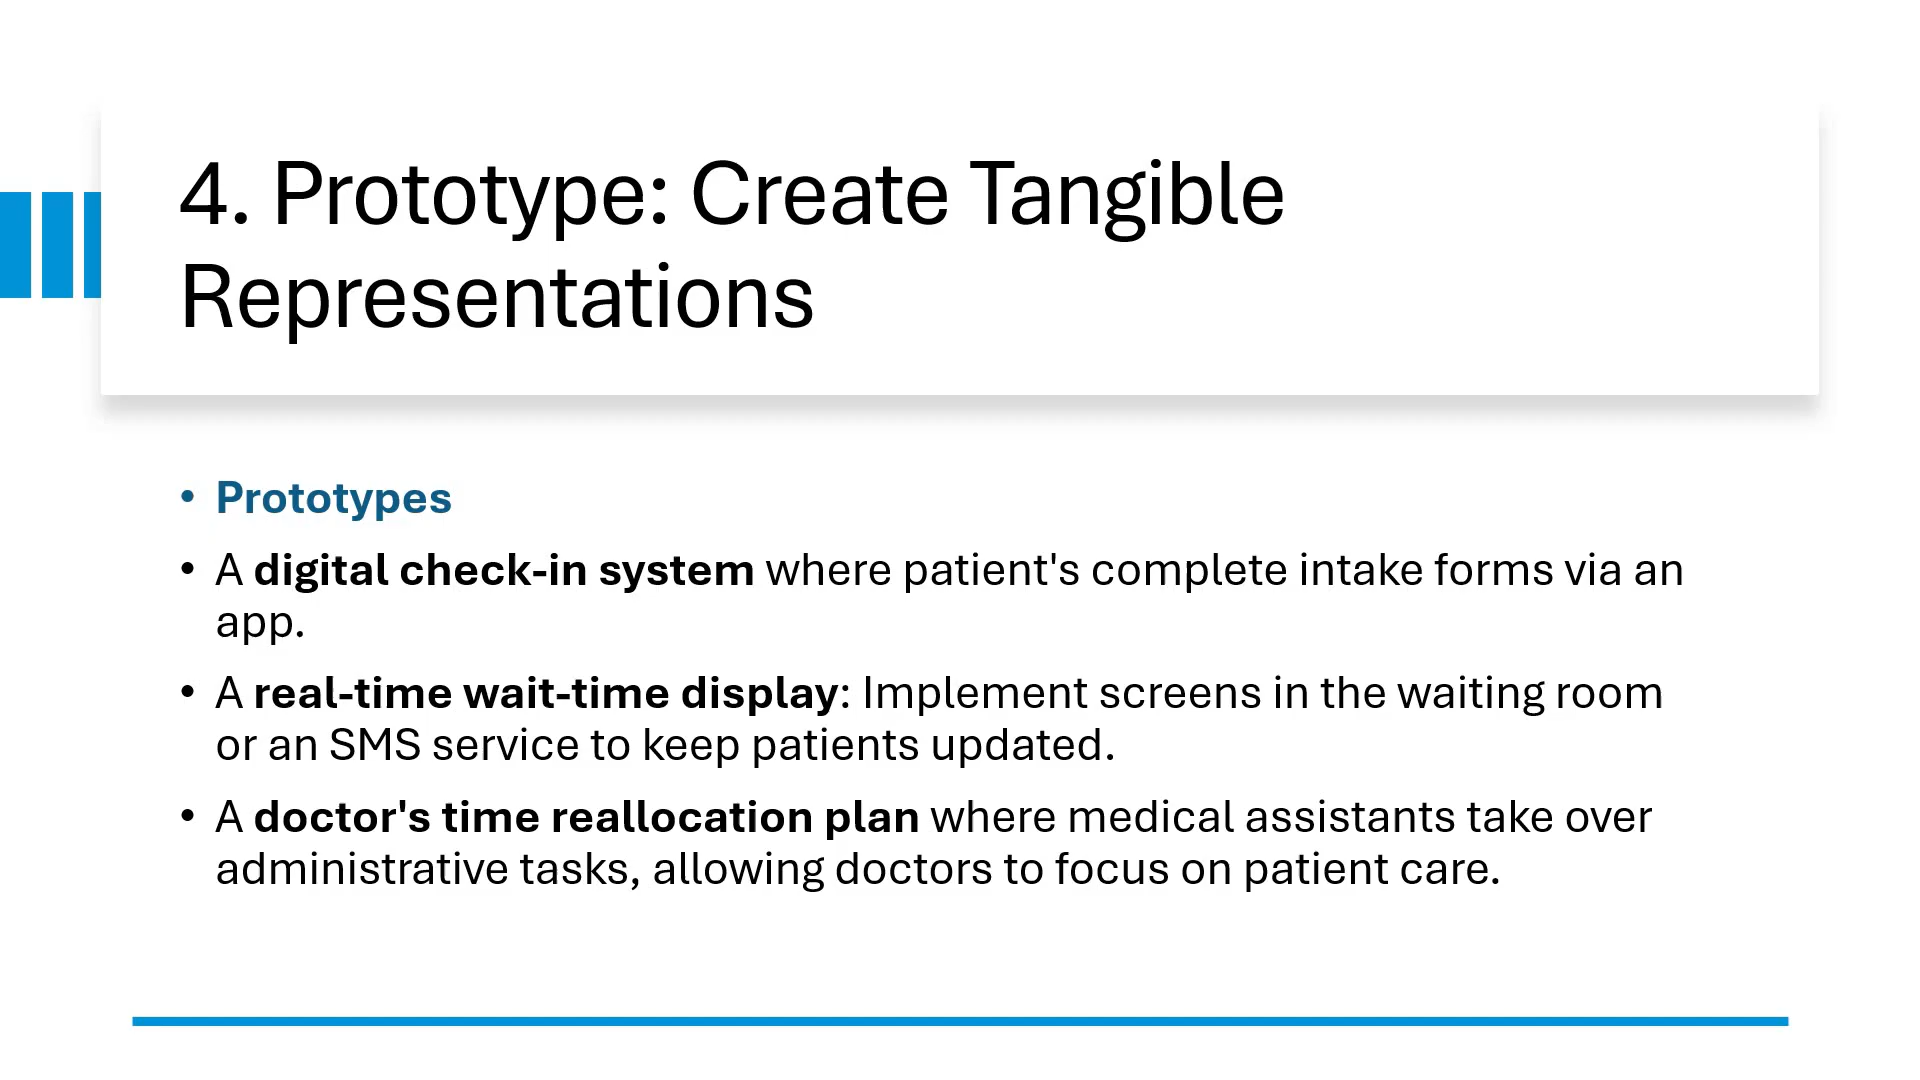 4. Prototype: Create Tangible
Representations
• Prototypes
• A digital check-in system where patient's complete intake forms via an
app.
• A real-time wait-time display: Implement screens in the waiting room
or an SMS service to keep patients updated.
• A doctor's time reallocation plan where medical assistants take over
administrative tasks, allowing doctors to focus on patient care.